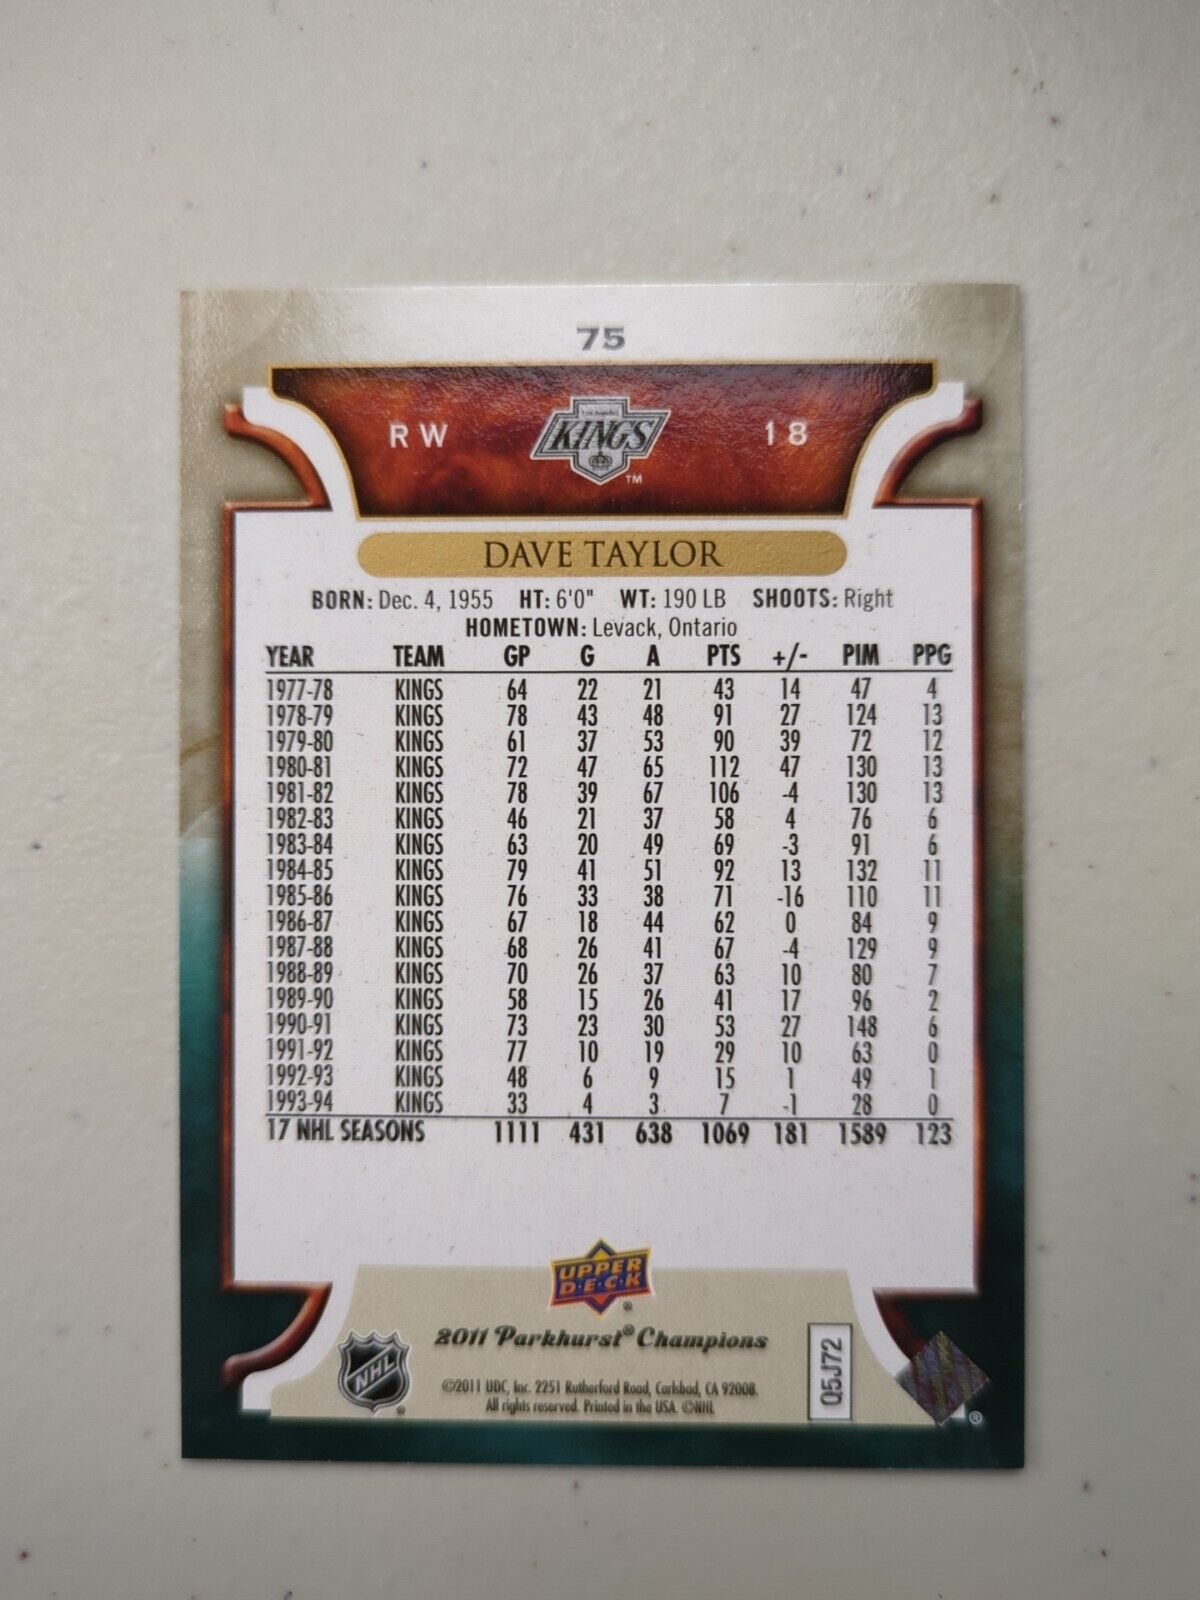 75
RW Los Angeles KINGS TM 18
DAVE TAYLOR
BORN: Dec. 4, 1955 HT: 6'0" WT: 190 LB SHOOTS: Right
HOMETOWN: Levack, Ontario
YEAR TEAM GP G A PTS +/- PIM PPG
1977-78 KINGS 64 22 21 43 14 47 4
1978-79 KINGS 78 43 48 91 27 124 13
1979-80 KINGS 61 37 53 90 39 72 12
1980-81 KINGS 72 47 65 112 47 130 13
1981-82 KINGS 78 39 67 106 -4 130 13
1982-83 KINGS 46 21 37 58 4 76 6
1983-84 KINGS 63 20 49 69 -3 91 6
1984-85 KINGS 79 41 51 92 13 132 11
1985-86 KINGS 76 33 38 71 -16 110 11
1986-87 KINGS 67 18 44 62 0 84 9
1987-88 KINGS 68 26 41 67 -4 129 9
1988-89 KINGS 70 26 37 63 10 80 7
1989-90 KINGS 58 15 26 41 17 96 2
1990-91 KINGS 73 23 30 53 27 148 6
1991-92 KINGS 77 10 19 29 10 63 0
1992-93 KINGS 48 6 9 15 1 49 1
1993-94 KINGS 33 4 3 7 -1 28 0
17 NHL SEASONS 1111 431 638 1069 181 1589 123
UPPER
DECK ®
2011 Parkhurst® Champions
NHL ®
©2011 UDC, Inc. 2251 Rutherford Road, Carlsbad, CA 92008.
All rights reserved. Printed in the USA. ©NHL
Q5J72
®